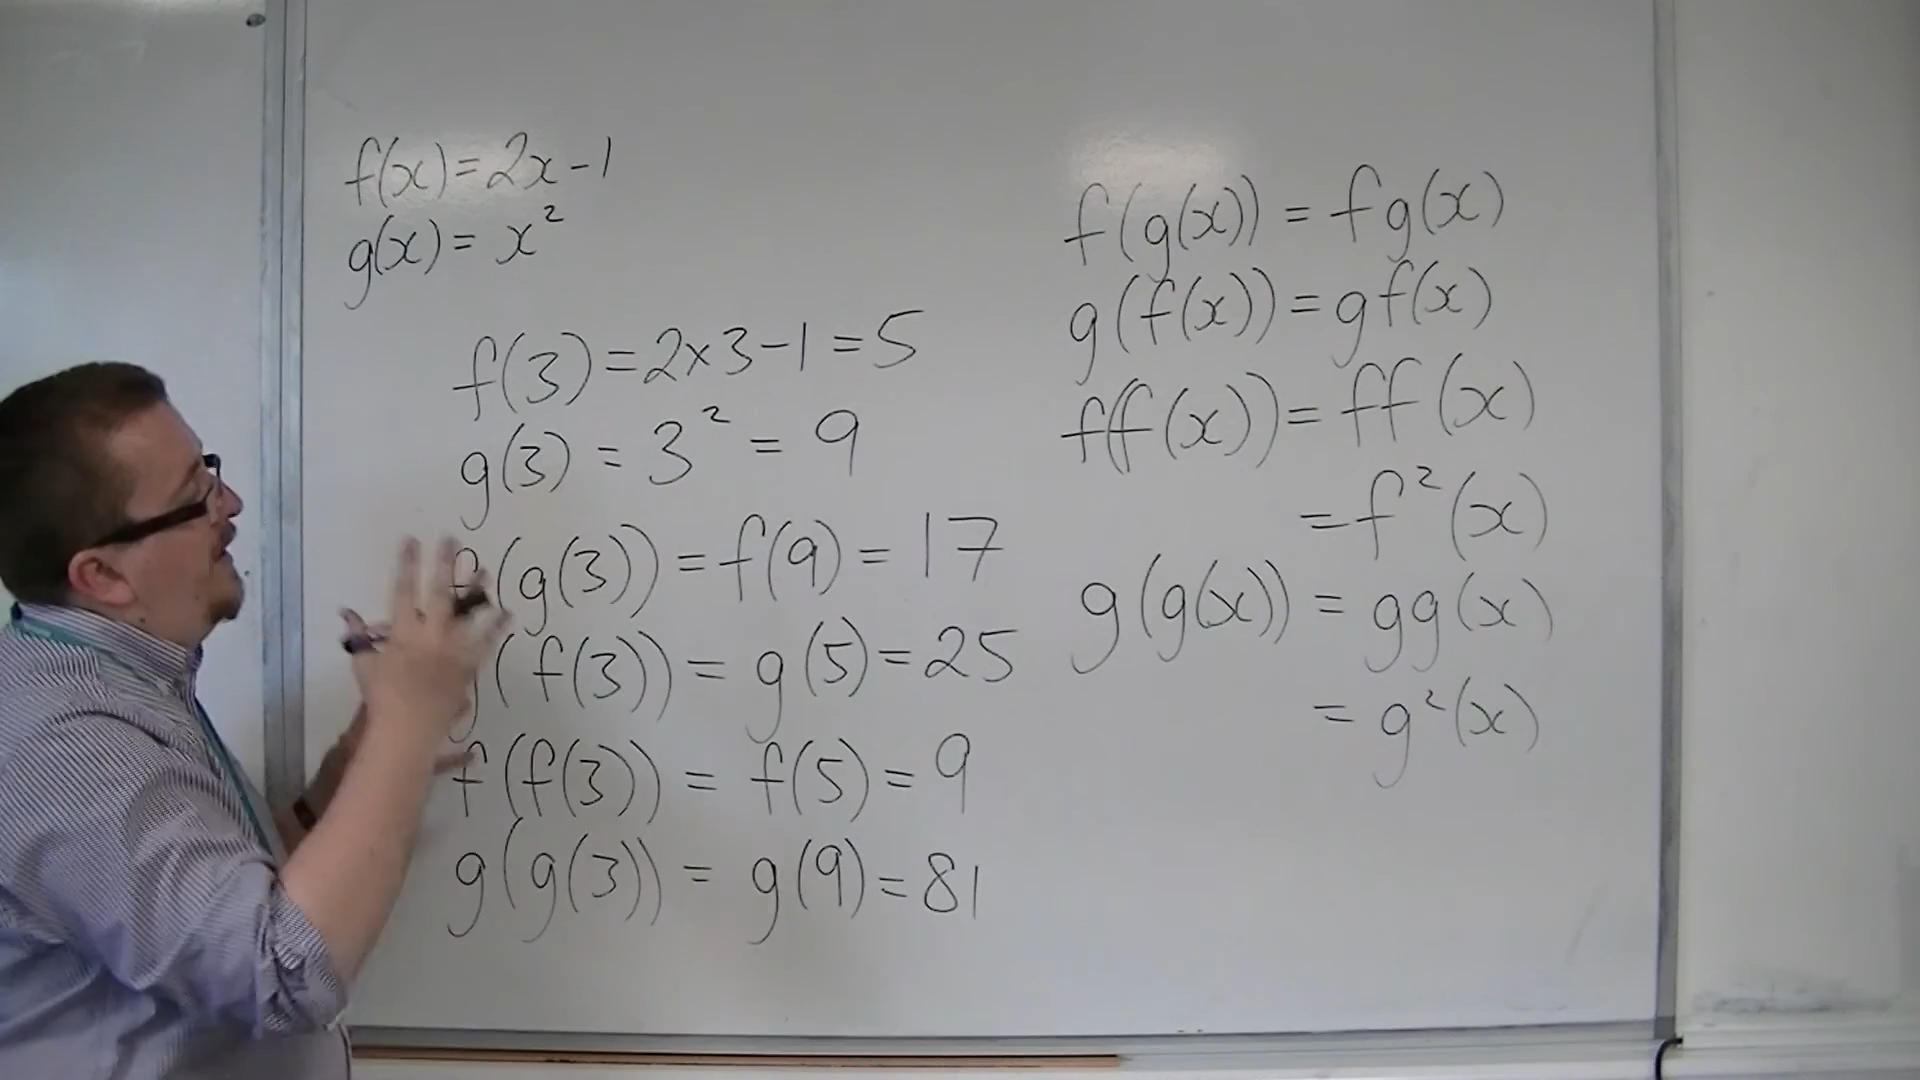 f(x)=2x-1
g(x)= x²
f(3)=2×3-1=5
g(3) = 3² = 9
f(g(3)) = f(9) = 17
g(f(3)) = g(5)=25
f(f(3)) = f(5)=9
g(g(3)) = g(9)=81
f(g(x)) = fg(x)
g(f(x)) = gf(x)
f(f(x)) = ff(x)
= f²(x)
g(g(x)) = gg(x)
= g²(x)